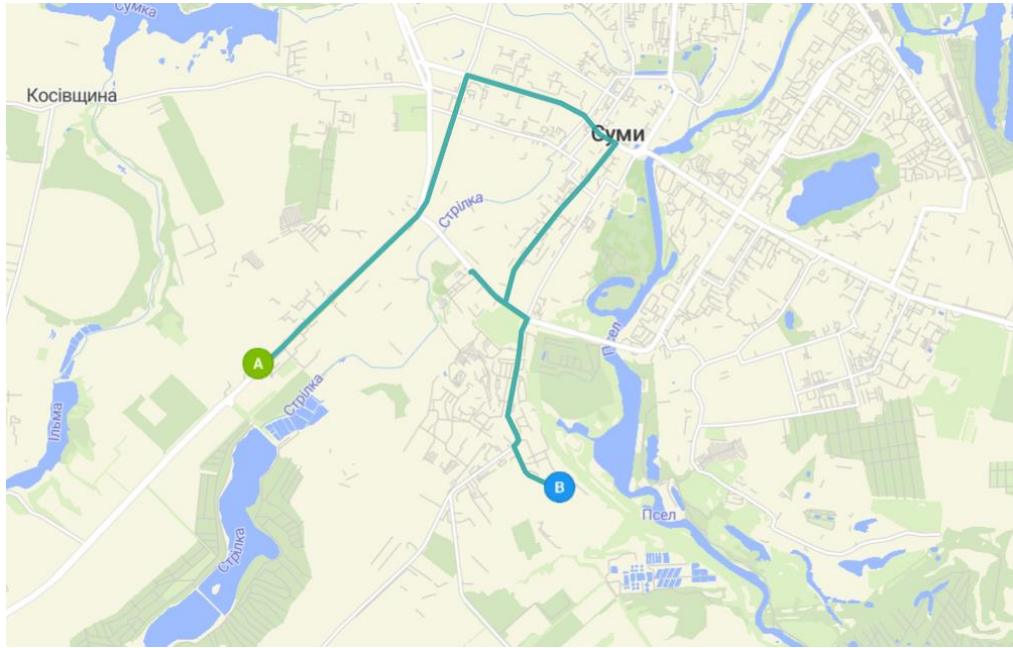 Сумка
Косівщина
Суми
Стрілка
А
Стрілка
Псел
Ільма
В
Псел
Стрілка